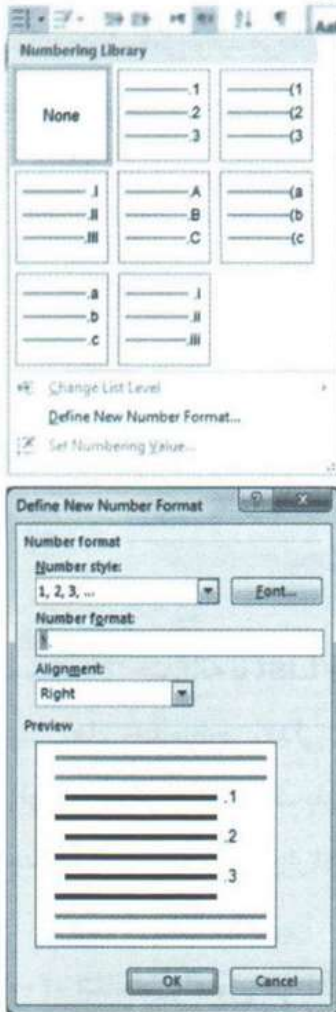 Aal
Numbering Library
None
.1
.2
.3
(1
(2
(3
.I
.II
.III
.A
.B
.C
(a
(b
(c
.a
.b
.c
.i
.ii
.iii
Change List Level
Define New Number Format...
Set Numbering Value...
Define New Number Format
Number format
Number style:
1, 2, 3, ...
Font...
Number format:
1.
Alignment:
Right
Preview
.1
.2
.3
OK
Cancel